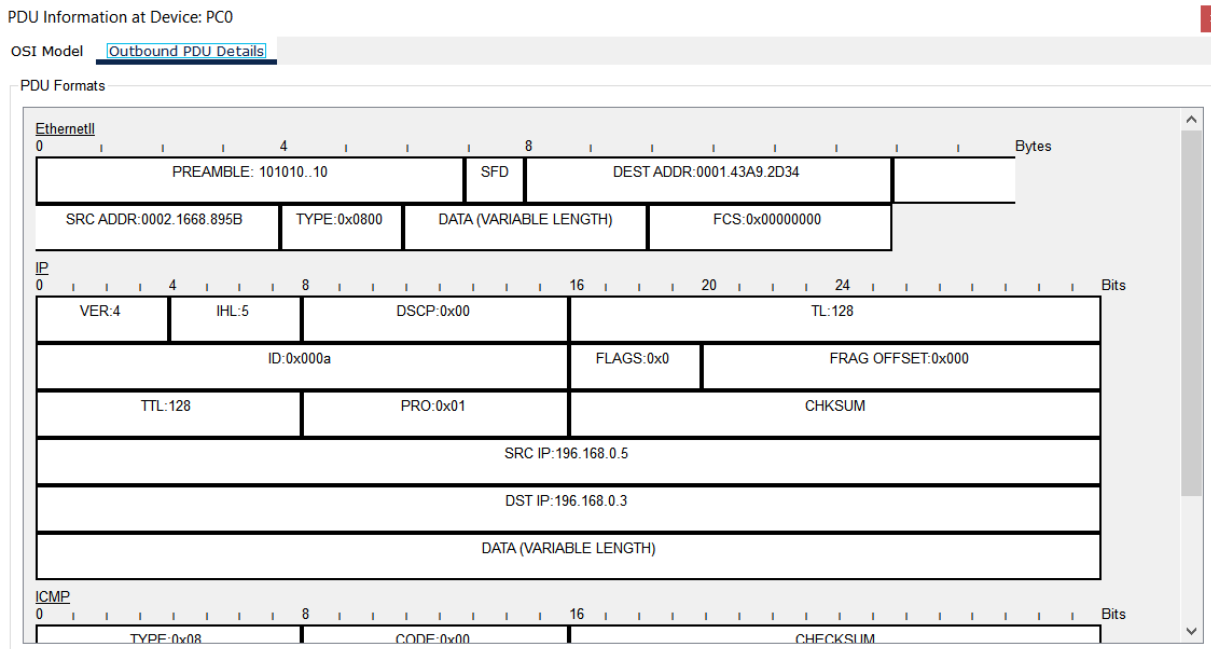 PDU Information at Device: PC0
OSI Model Outbound PDU Details
PDU Formats
EthernetII
0 4 8 Bytes
PREAMBLE: 101010..10 SFD DEST ADDR:0001.43A9.2D34
SRC ADDR:0002.1668.895B TYPE:0x0800 DATA (VARIABLE LENGTH) FCS:0x00000000
IP
0 4 8 16 20 24 Bits
VER:4 IHL:5 DSCP:0x00 TL:128
ID:0x000a FLAGS:0x0 FRAG OFFSET:0x000
TTL:128 PRO:0x01 CHKSUM
SRC IP:196.168.0.5
DST IP:196.168.0.3
DATA (VARIABLE LENGTH)
ICMP
0 8 16 Bits
TYPE:0x08 CODE:0x00 CHECKSUM